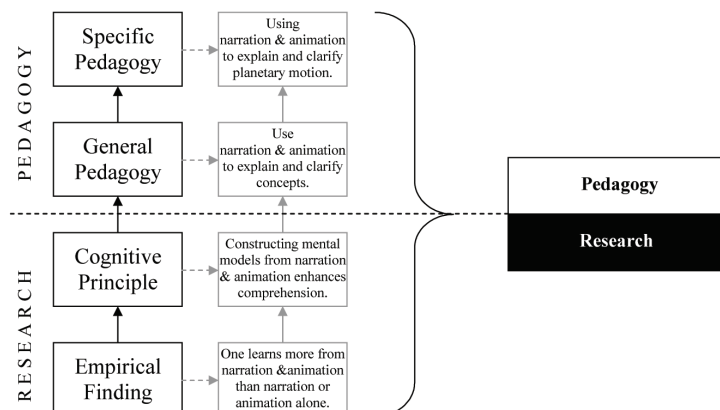 PEDAGOGY
Specific
Pedagogy
Using
narration & animation
to explain and clarify
planetary motion.
General
Pedagogy
Use
narration & animation
to explain and clarify
concepts.
Pedagogy
Research
RESEARCH
Cognitive
Principle
Constructing mental
models from narration
& animation enhances
comprehension.
Empirical
Finding
One learns more from
narration &animation
than narration or
animation alone.